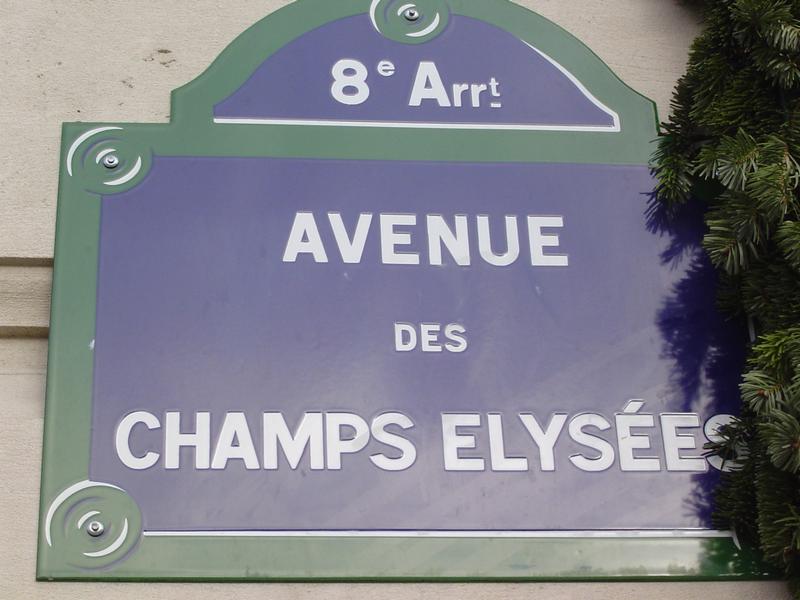 8e Arrt
AVENUE
DES
CHAMPS ELYSÉES